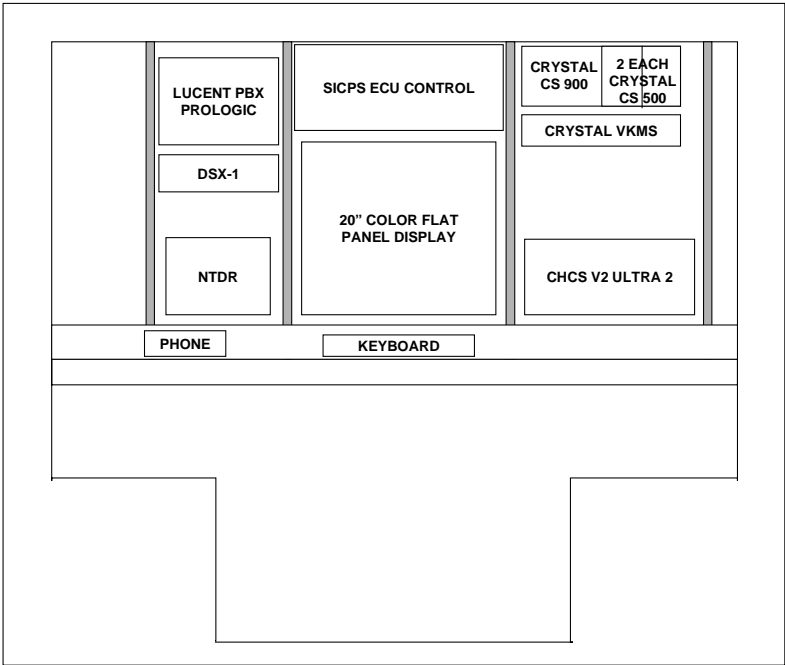 LUCENT PBX
PROLOGIC
SICPS ECU CONTROL
CRYSTAL
CS 900
2 EACH
CRYSTAL
CS 500
CRYSTAL VKMS
DSX-1
20” COLOR FLAT
PANEL DISPLAY
NTDR
CHCS V2 ULTRA 2
PHONE
KEYBOARD